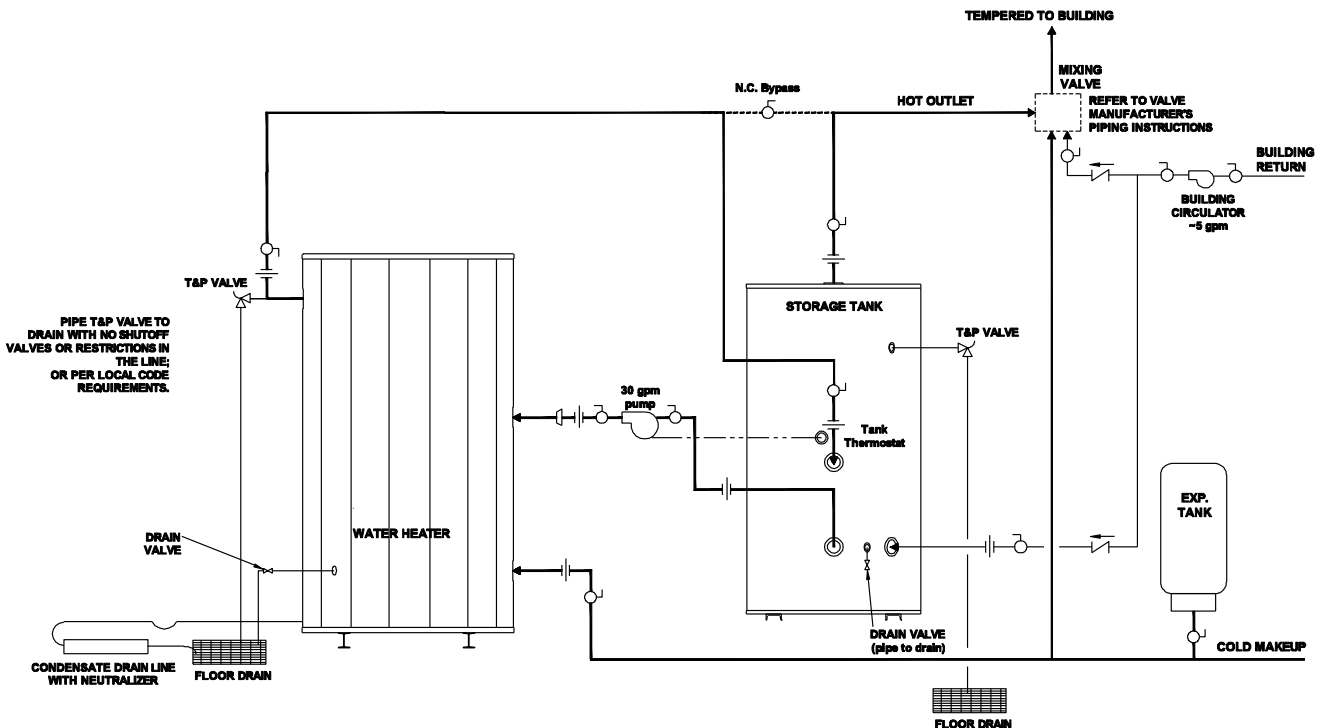 TEMPERED TO BUILDING
MIXING
VALVE
N.C. Bypass
HOT OUTLET
REFER TO VALVE
MANUFACTURER'S
PIPING INSTRUCTIONS
BUILDING
RETURN
BUILDING
CIRCULATOR
~5 gpm
T&P VALVE
PIPE T&P VALVE TO
DRAIN WITH NO SHUTOFF
VALVES OR RESTRICTIONS IN
THE LINE;
OR PER LOCAL CODE
REQUIREMENTS.
STORAGE TANK
T&P VALVE
30 gpm
pump
Tank
Thermostat
EXP.
TANK
WATER HEATER
DRAIN
VALVE
DRAIN VALVE
(pipe to drain)
COLD MAKEUP
CONDENSATE DRAIN LINE
WITH NEUTRALIZER
FLOOR DRAIN
FLOOR DRAIN